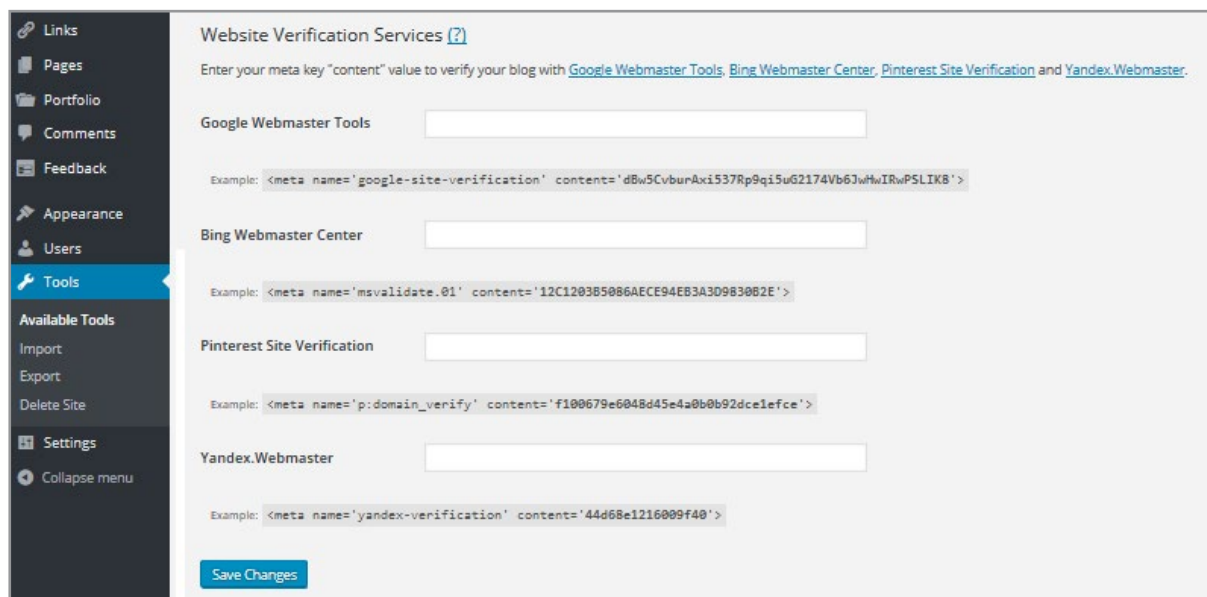 Links
Pages
Portfolio
Comments
Feedback
Appearance
Users
Tools
Available Tools
Import
Export
Delete Site
Settings
Collapse menu
Website Verification Services (?)
Enter your meta key "content" value to verify your blog with Google Webmaster Tools, Bing Webmaster Center, Pinterest Site Verification and Yandex.Webmaster.
Google Webmaster Tools
Example: <meta name='google-site-verification' content='dBw5CvburAxi537Rp9qi5uG2174Vb6JwHwIRwPSLIK8'>
Bing Webmaster Center
Example: <meta name='msvalidate.01' content='12C1203B5086AECE94EB3A3D9830B2E'>
Pinterest Site Verification
Example: <meta name='p:domain_verify' content='f100679e6048d45e4a0b0b92dce1efce'>
Yandex.Webmaster
Example: <meta name='yandex-verification' content='44d68e1216009f40'>
Save Changes